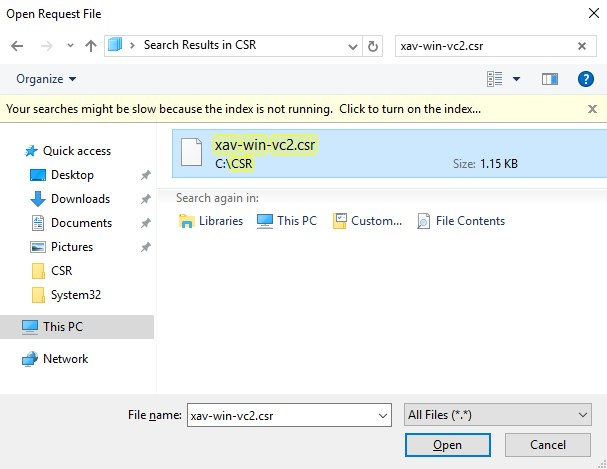 Open Request File
Search Results in CSR
xav-win-vc2.csr
Organize
Your searches might be slow because the index is not running.  Click to turn on the index...
Quick access
Desktop
Downloads
Documents
Pictures
CSR
System32
This PC
Network
xav-win-vc2.csr
C:\CSR
Size: 1.15 KB
Search again in:
Libraries
This PC
Custom...
File Contents
File name:
xav-win-vc2.csr
All Files (*.*)
Open
Cancel